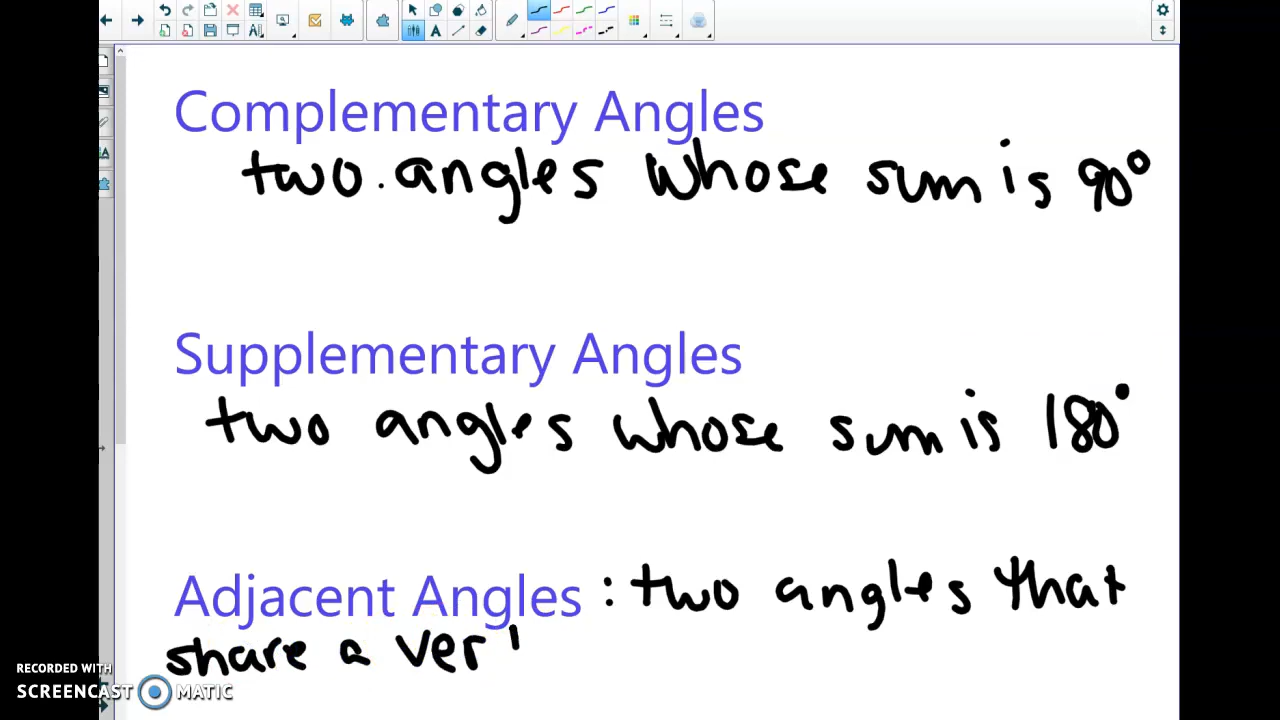 Complementary Angles
two angles whose sum is 90°
Supplementary Angles
two angles whose sum is 180°
Adjacent Angles : two angles that
share a ver
RECORDED WITH
SCREENCAST MATIC